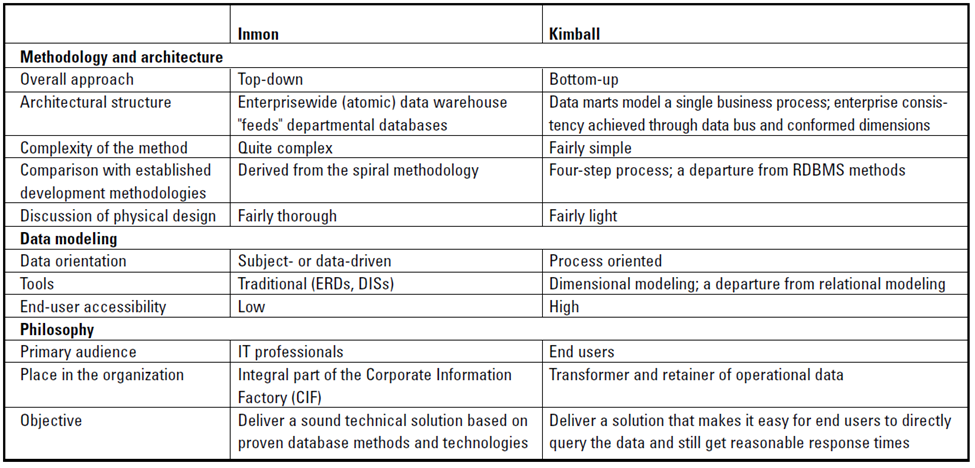 Inmon Kimball
Methodology and architecture
Overall approach Top-down Bottom-up
Architectural structure Enterprisewide (atomic) data warehouse Data marts model a single business process; enterprise consis-
"feeds" departmental databases tency achieved through data bus and conformed dimensions
Complexity of the method Quite complex Fairly simple
Comparison with established Derived from the spiral methodology Four-step process; a departure from RDBMS methods
development methodologies
Discussion of physical design Fairly thorough Fairly light
Data modeling
Data orientation Subject- or data-driven Process oriented
Tools Traditional (ERDs, DISs) Dimensional modeling; a departure from relational modeling
End-user accessibility Low High
Philosophy
Primary audience IT professionals End users
Place in the organization Integral part of the Corporate Information Transformer and retainer of operational data
Factory (CIF)
Objective Deliver a sound technical solution based on Deliver a solution that makes it easy for end users to directly
proven database methods and technologies query the data and still get reasonable response times